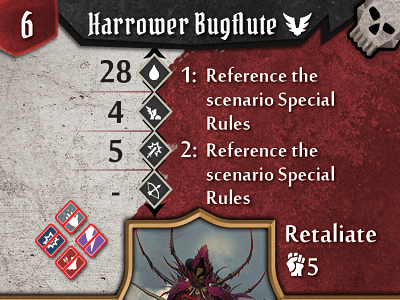 6 Harrower Bugflute
28 1: Reference the
scenario Special
4 Rules
5 2: Reference the
scenario Special
- Rules
Retaliate
5